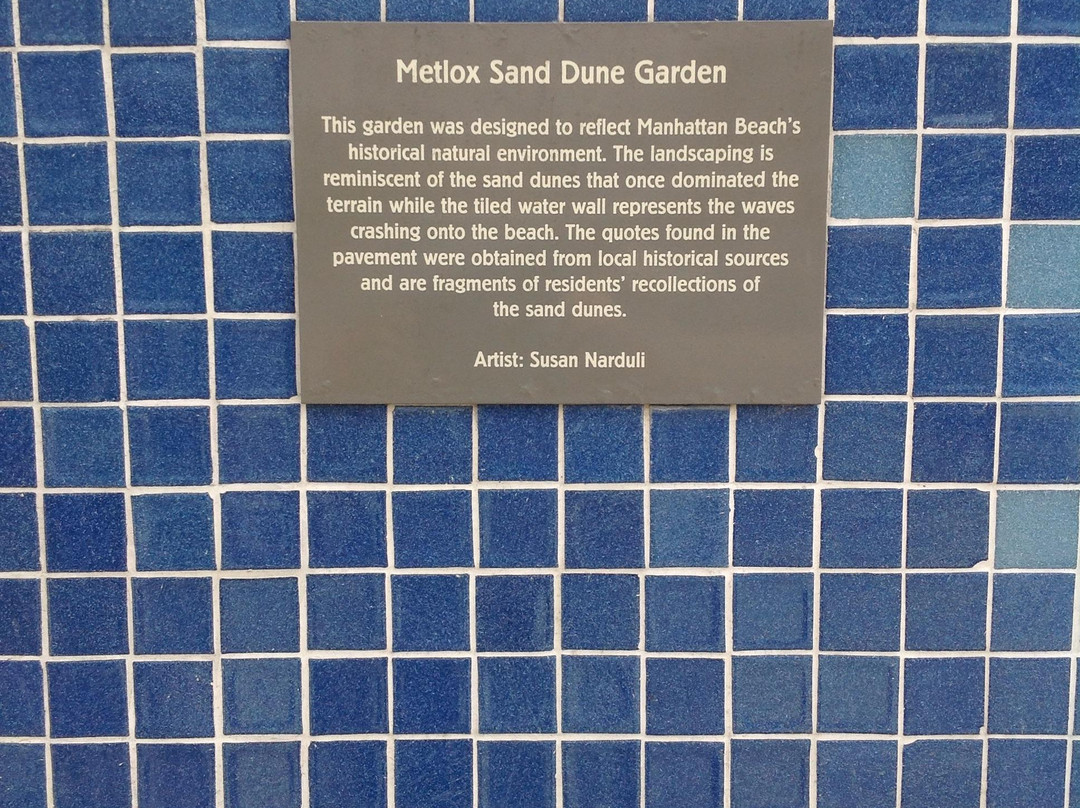 Metlox Sand Dune Garden
This garden was designed to reflect Manhattan Beach's
historical natural environment. The landscaping is
reminiscent of the sand dunes that once dominated the
terrain while the tiled water wall represents the waves
crashing onto the beach. The quotes found in the
pavement were obtained from local historical sources
and are fragments of residents' recollections of
the sand dunes.
Artist: Susan Narduli